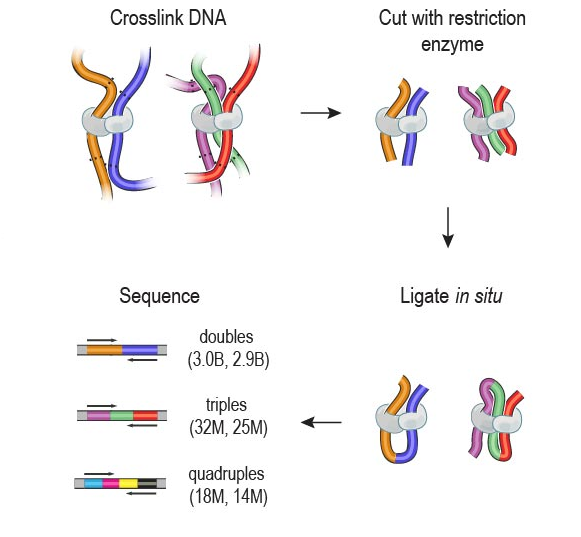 Crosslink DNA
Cut with restriction
enzyme
Sequence
Ligate in situ
doubles
(3.0B, 2.9B)
triples
(32M, 25M)
quadruples
(18M, 14M)